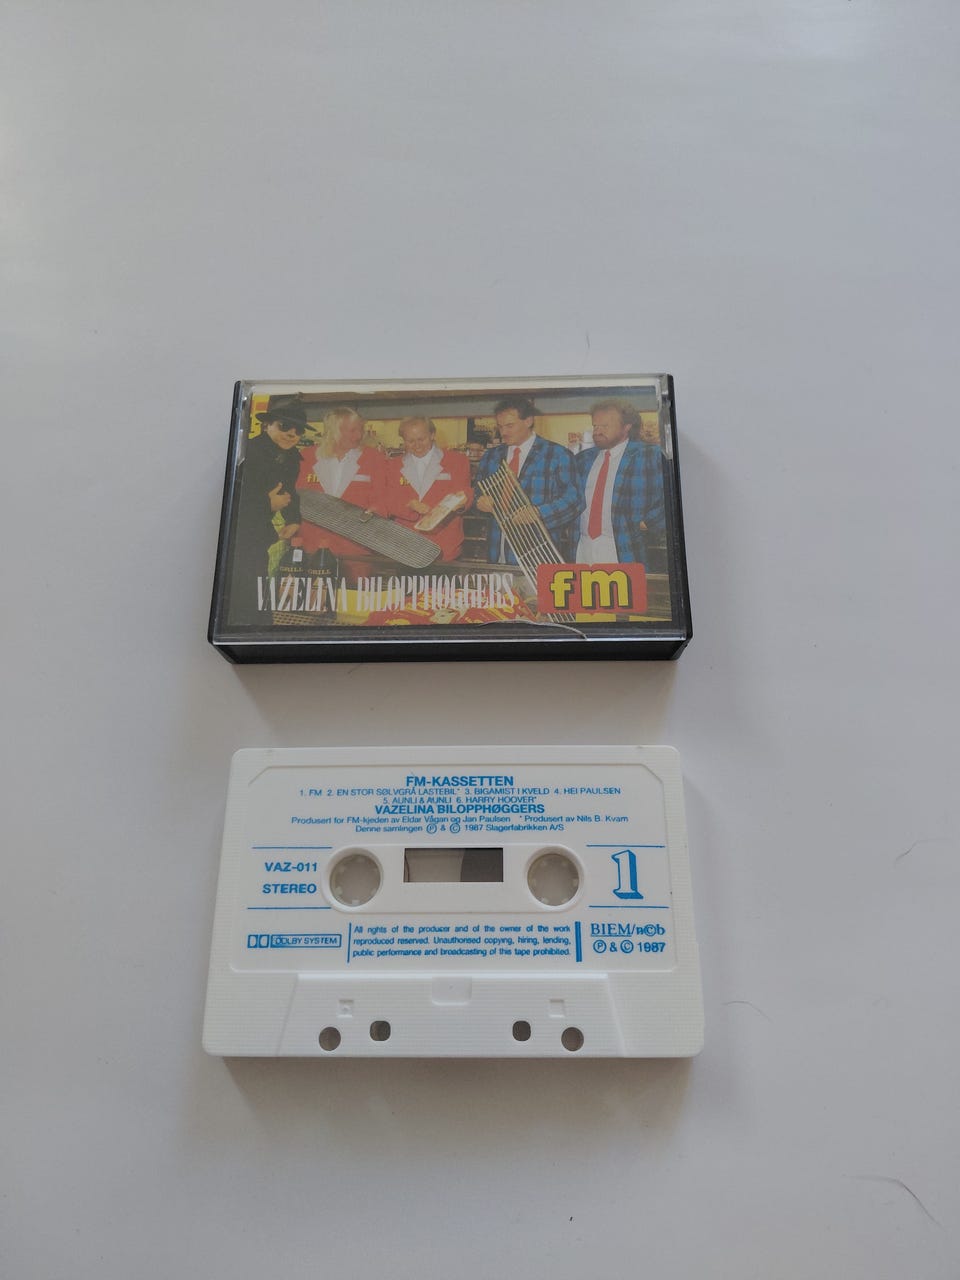 GRILL GRILL
VAZELINA BILOPPHØGGERS
fm
FM-KASSETTEN
1. FM 2. EN STOR SØLVGRÅ LASTEBIL* 3. BIGAMIST I KVELD 4. HEI PAULSEN
5. AUNLI & AUNLI 6. HARRY HOOVER*
VAZELINA BILOPPHØGGERS
Produsert for FM-kjeden av Eldar Vågan og Jan Paulsen * Produsert av Nils B. Kvam
Denne samlingen Ⓟ & © 1987 Slagerfabrikken A/S
VAZ-011
STEREO
1
DOLBY SYSTEM
All rights of the producer and of the owner of the work
reproduced reserved. Unauthorised copying, hiring, lending,
public performance and broadcasting of this tape prohibited.
BIEM/n©b
Ⓟ & © 1987